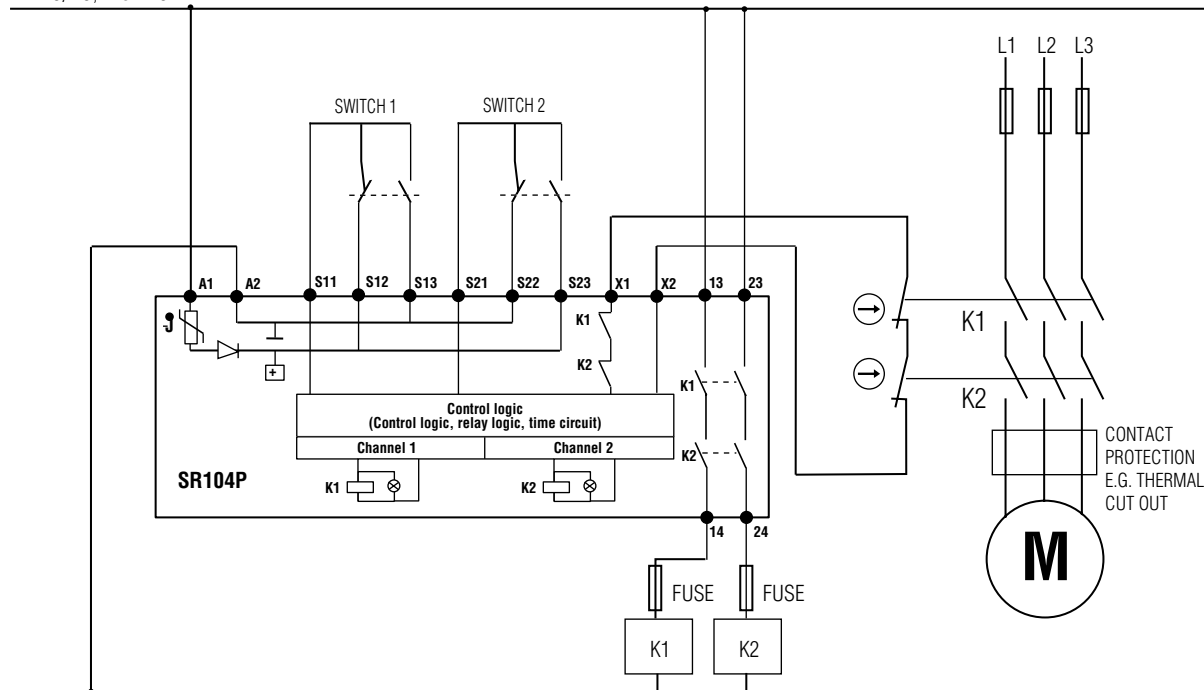 L1 L2 L3
SWITCH 1 SWITCH 2
A1 A2 S11 S12 S13 S21 S22 S23 X1 X2 13 23
K1
K2
K1
K1
K2
K2
Control logic
(Control logic, relay logic, time circuit)
Channel 1 Channel 2
K1 K2
SR104P
CONTACT
PROTECTION
E.G. THERMAL
CUT OUT
14 24
M
FUSE FUSE
K1 K2